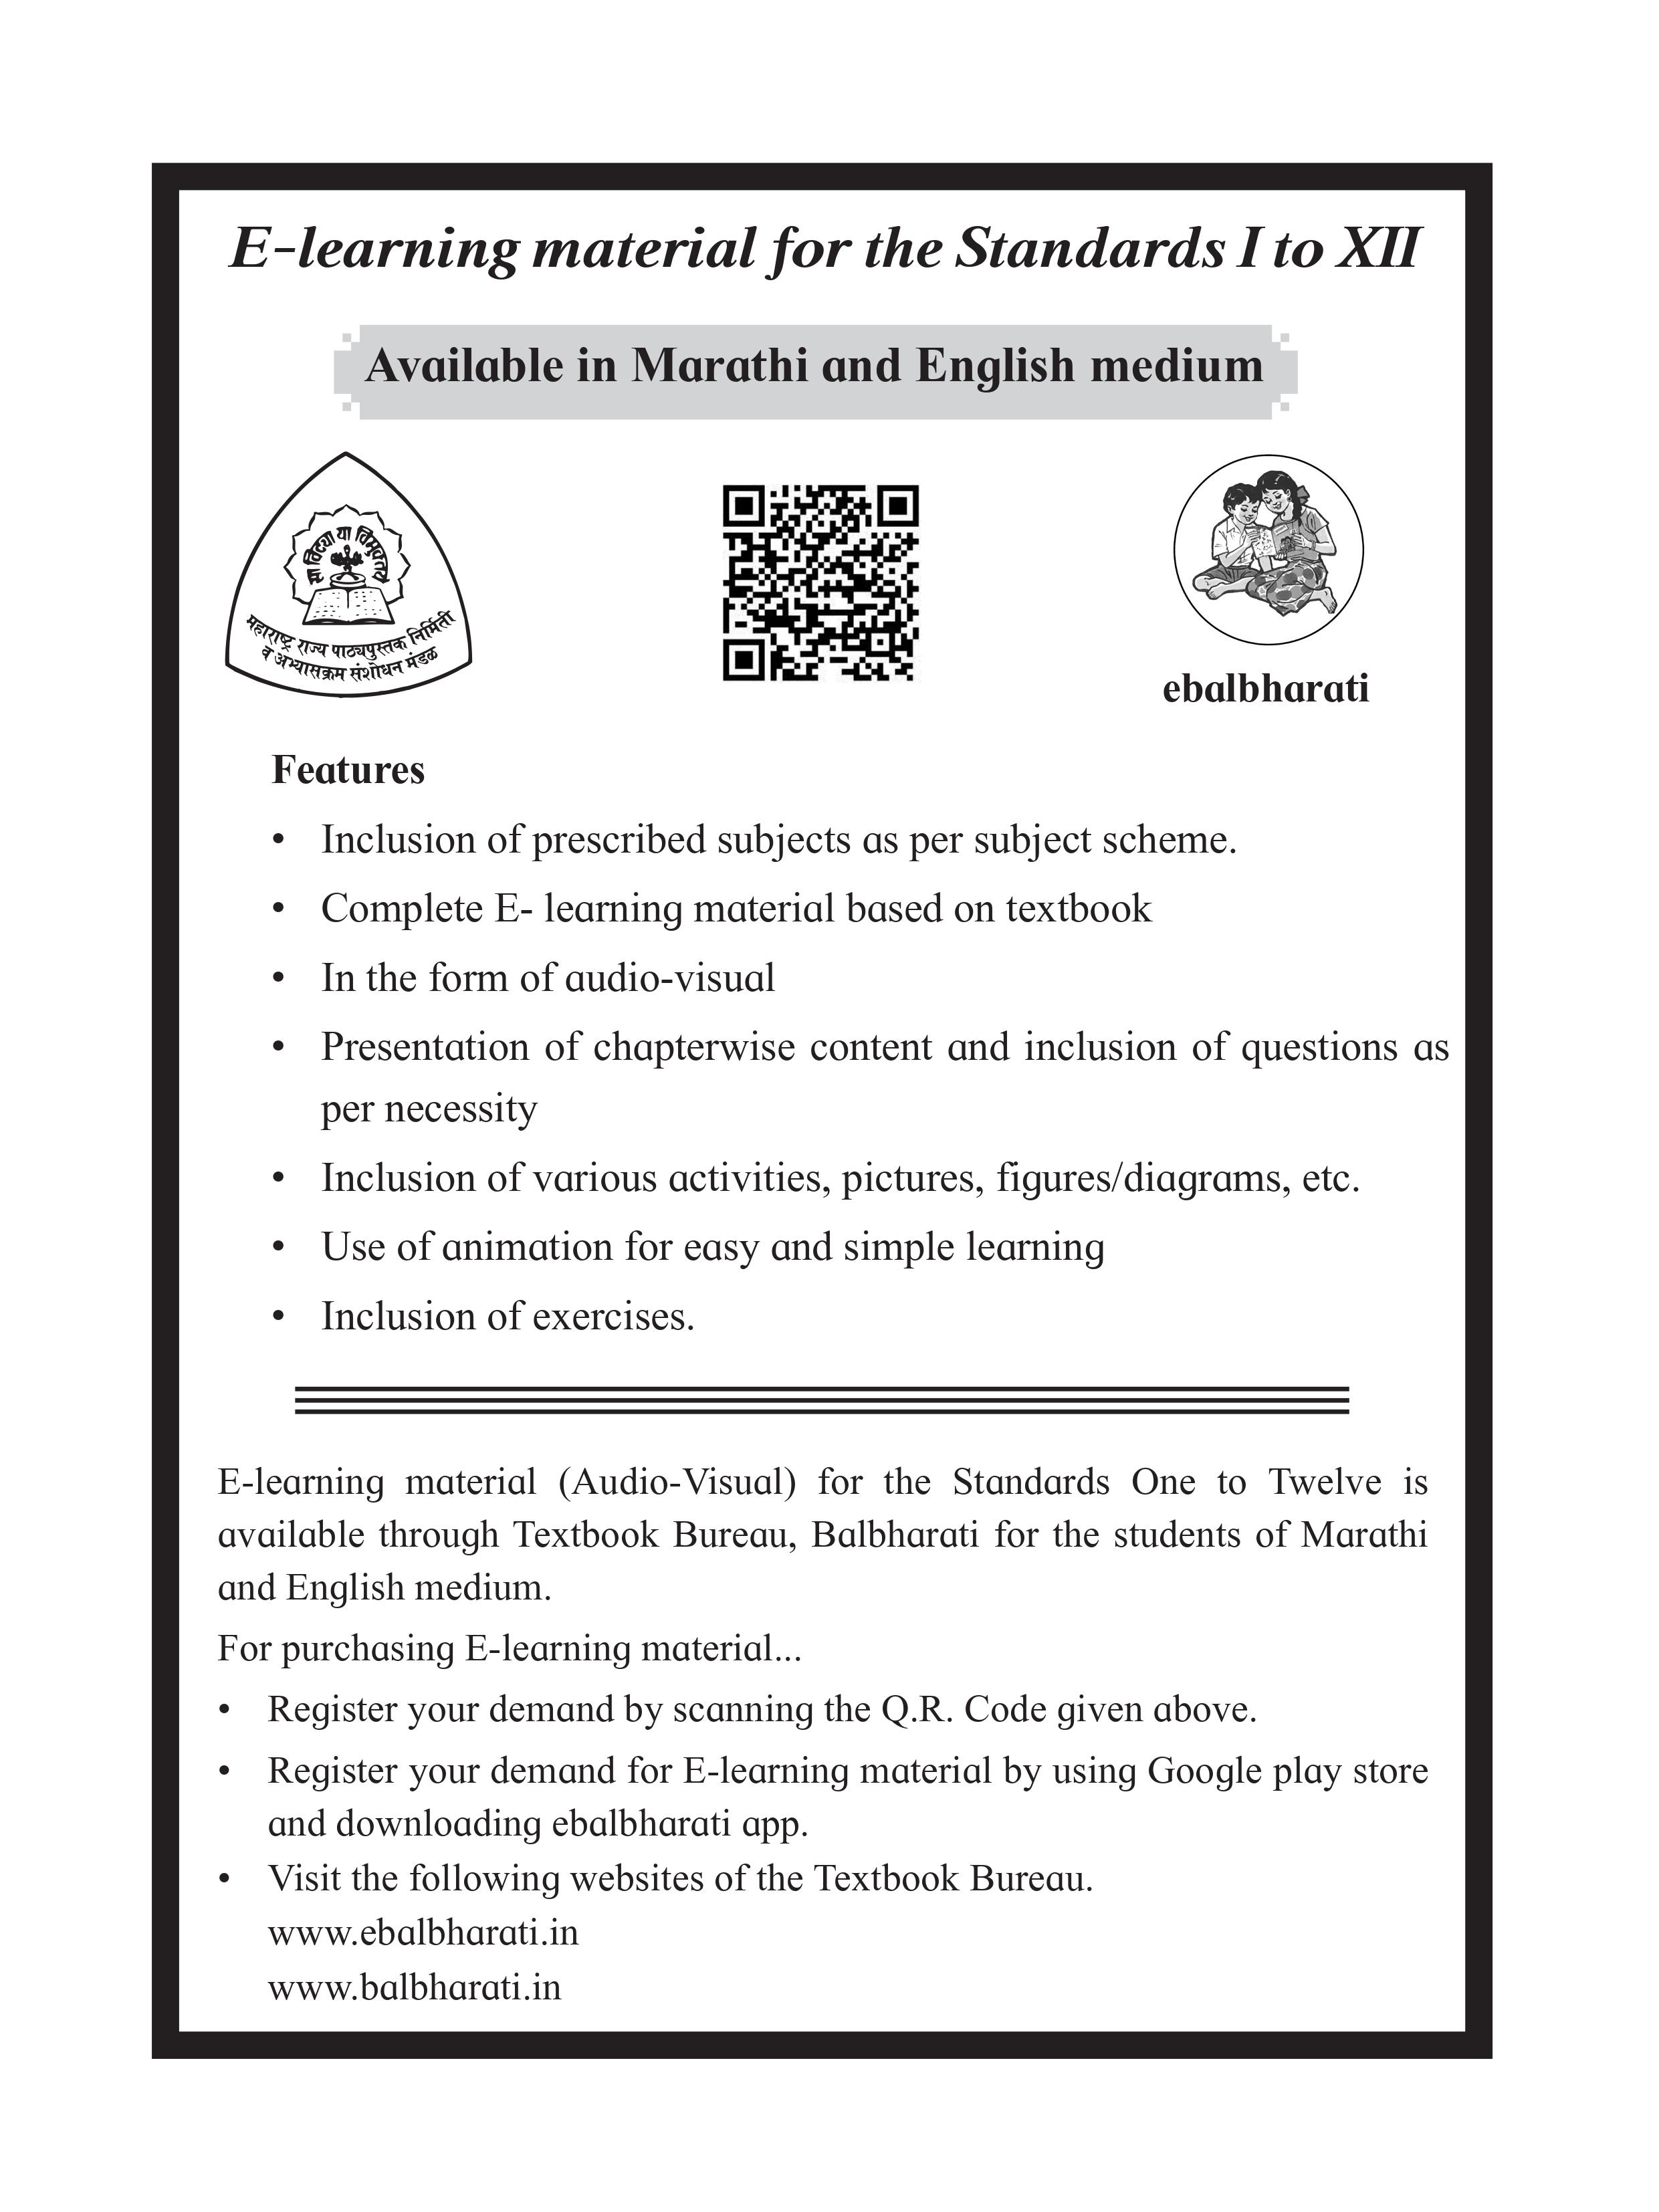 E-learning material for the Standards I to XII
Available in Marathi and English medium
सा विद्या या विमुक्तये
महाराष्ट्र राज्य पाठ्यपुस्तक निर्मिती
व अभ्यासक्रम संशोधन मंडळ
ebalbharati
Features
• Inclusion of prescribed subjects as per subject scheme.
• Complete E- learning material based on textbook
• In the form of audio-visual
• Presentation of chapterwise content and inclusion of questions as
per necessity
• Inclusion of various activities, pictures, figures/diagrams, etc.
• Use of animation for easy and simple learning
• Inclusion of exercises.
E-learning material (Audio-Visual) for the Standards One to Twelve is
available through Textbook Bureau, Balbharati for the students of Marathi
and English medium.
For purchasing E-learning material...
• Register your demand by scanning the Q.R. Code given above.
• Register your demand for E-learning material by using Google play store
and downloading ebalbharati app.
• Visit the following websites of the Textbook Bureau.
www.ebalbharati.in
www.balbharati.in